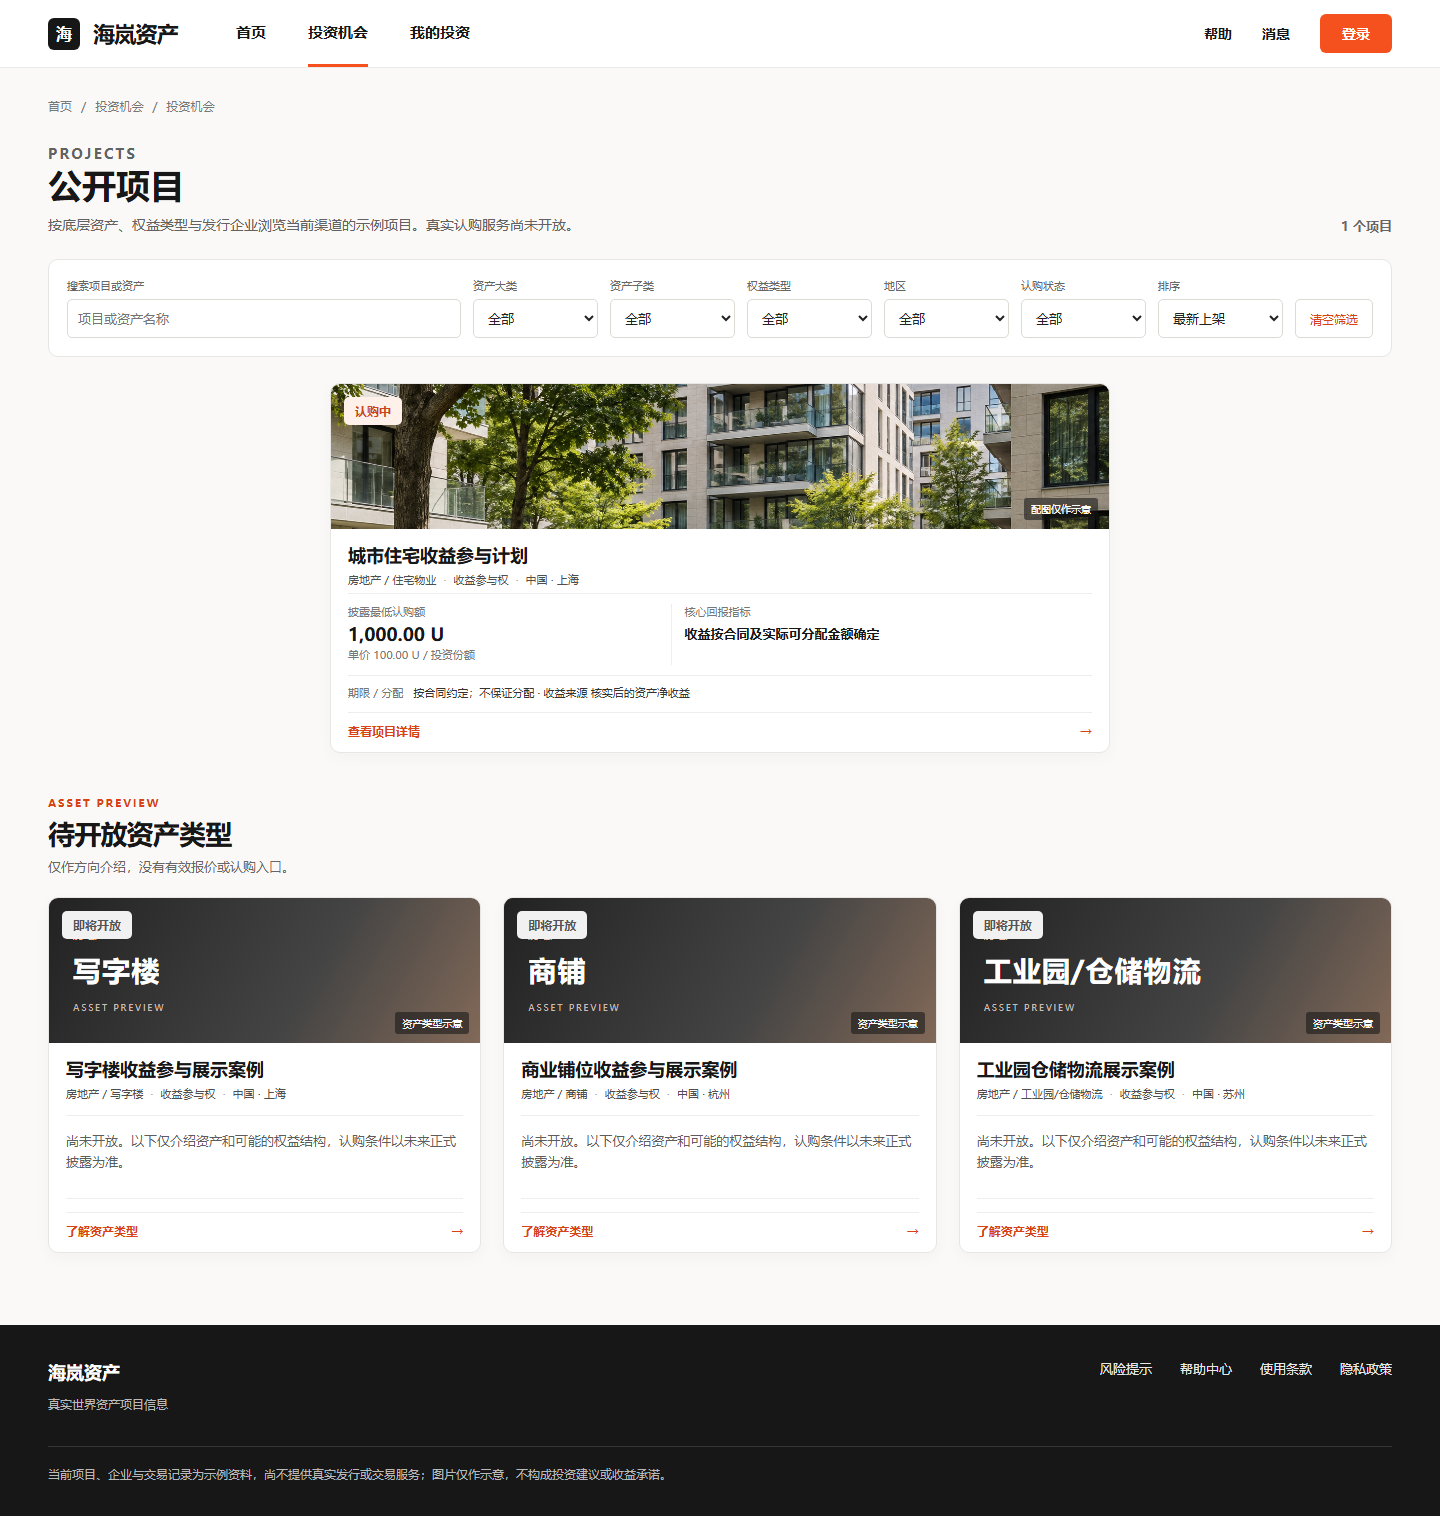 海 海岚资产 首页 投资机会 我的投资 帮助 消息 登录
首页 / 投资机会 / 投资机会
PROJECTS
公开项目
按底层资产、权益类型与发行企业浏览当前渠道的示例项目。真实认购服务尚未开放。 1 个项目
搜索项目或资产 资产大类 资产子类 权益类型 地区 认购状态 排序
项目或资产名称 全部 全部 全部 全部 全部 最新上架 清空筛选
认购中
配图仅作示意
城市住宅收益参与计划
房地产 / 住宅物业 · 收益参与权 · 中国 · 上海
披露最低认购额 核心回报指标
1,000.00 U 收益按合同及实际可分配金额确定
单价 100.00 U / 投资份额
期限 / 分配 按合同约定；不保证分配 · 收益来源 核实后的资产净收益
查看项目详情 →
ASSET PREVIEW
待开放资产类型
仅作方向介绍，没有有效报价或认购入口。
即将开放
写字楼
ASSET PREVIEW
资产类型示意
写字楼收益参与展示案例
房地产 / 写字楼 · 收益参与权 · 中国 · 上海
尚未开放。以下仅介绍资产和可能的权益结构，认购条件以未来正式
披露为准。
了解资产类型 →
即将开放
商铺
ASSET PREVIEW
资产类型示意
商业铺位收益参与展示案例
房地产 / 商铺 · 收益参与权 · 中国 · 杭州
尚未开放。以下仅介绍资产和可能的权益结构，认购条件以未来正式
披露为准。
了解资产类型 →
即将开放
工业园/仓储物流
ASSET PREVIEW
资产类型示意
工业园仓储物流展示案例
房地产 / 工业园/仓储物流 · 收益参与权 · 中国 · 苏州
尚未开放。以下仅介绍资产和可能的权益结构，认购条件以未来正式
披露为准。
了解资产类型 →
海岚资产 风险提示 帮助中心 使用条款 隐私政策
真实世界资产项目信息
当前项目、企业与交易记录为示例资料，尚不提供真实发行或交易服务；图片仅作示意，不构成投资建议或收益承诺。